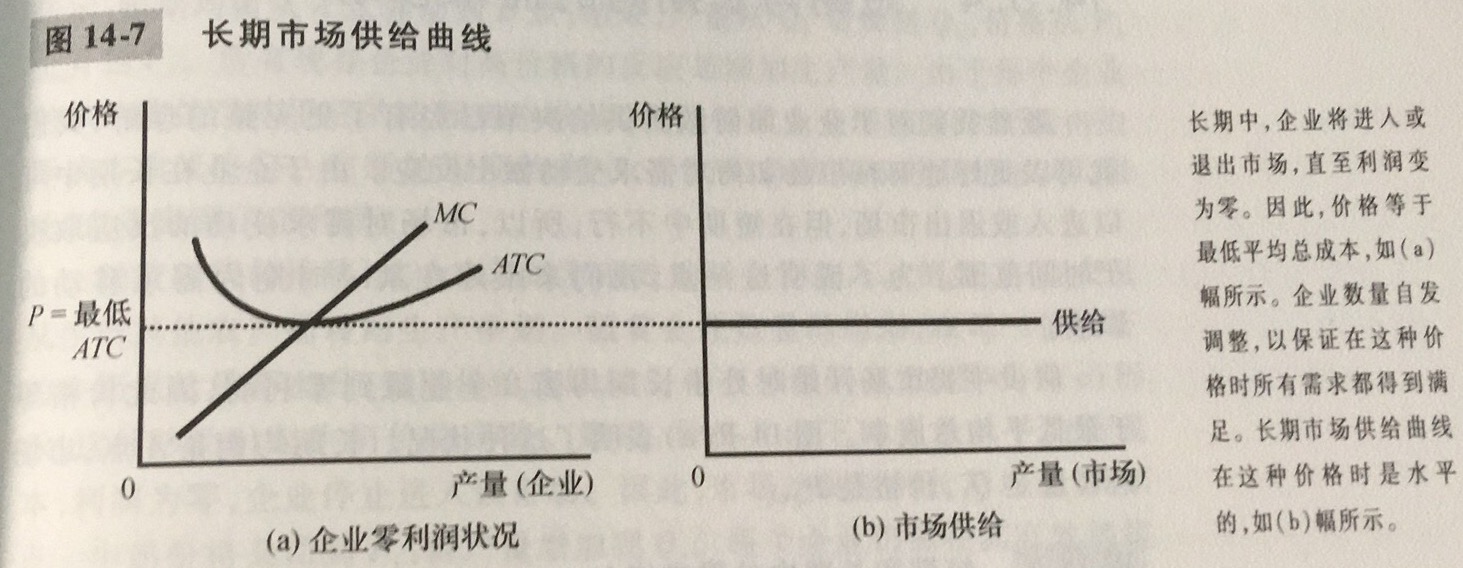 图 14-7 长期市场供给曲线
价格
MC
ATC
P = 最低
ATC
0
产量(企业)
(a) 企业零利润状况
价格
供给
0
产量(市场)
(b) 市场供给
长期中,企业将进人或
退出市场,直至利润变
为零。因此,价格等于
最低平均总成本,如(a)
幅所示。企业数量自发
调整,以保证在这种价
格时所有需求都得到满
足。长期市场供给曲线
在这种价格时是水平
的,如(b)幅所示。